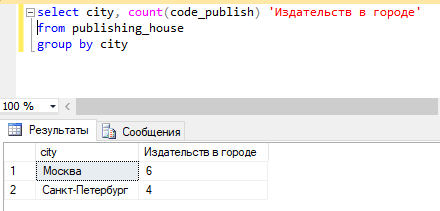 select city, count(code_publish) 'Издательств в городе'
from publishing_house
group by city
100 %
Результаты Сообщения
city Издательств в городе
1 Москва 6
2 Санкт-Петербург 4